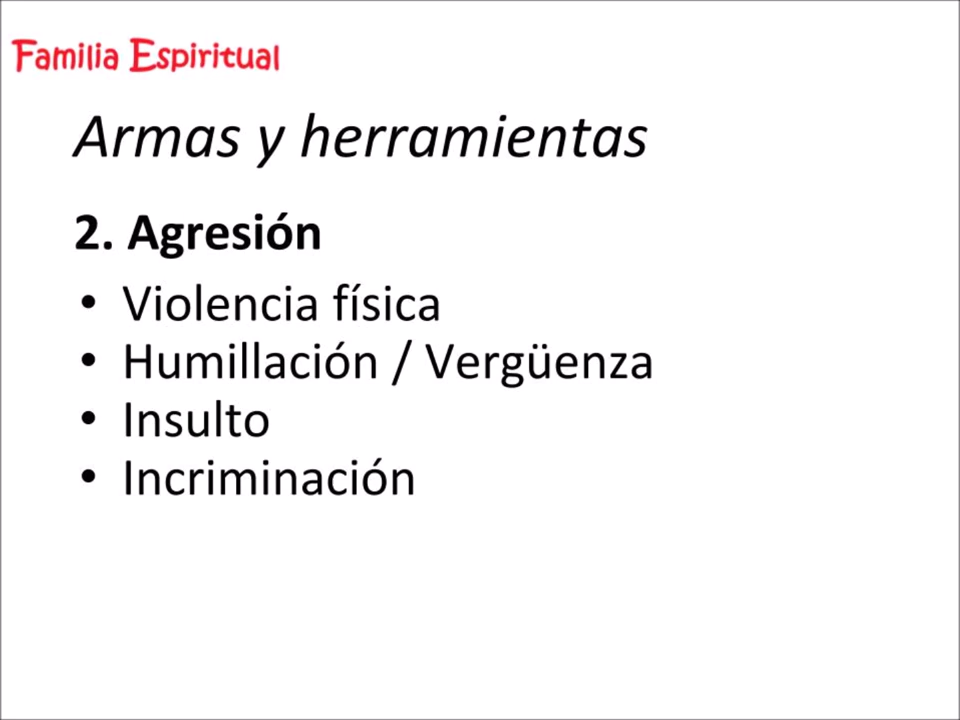 Familia Espiritual
Armas y herramientas
2. Agresión
• Violencia física
• Humillación / Vergüenza
• Insulto
• Incriminación